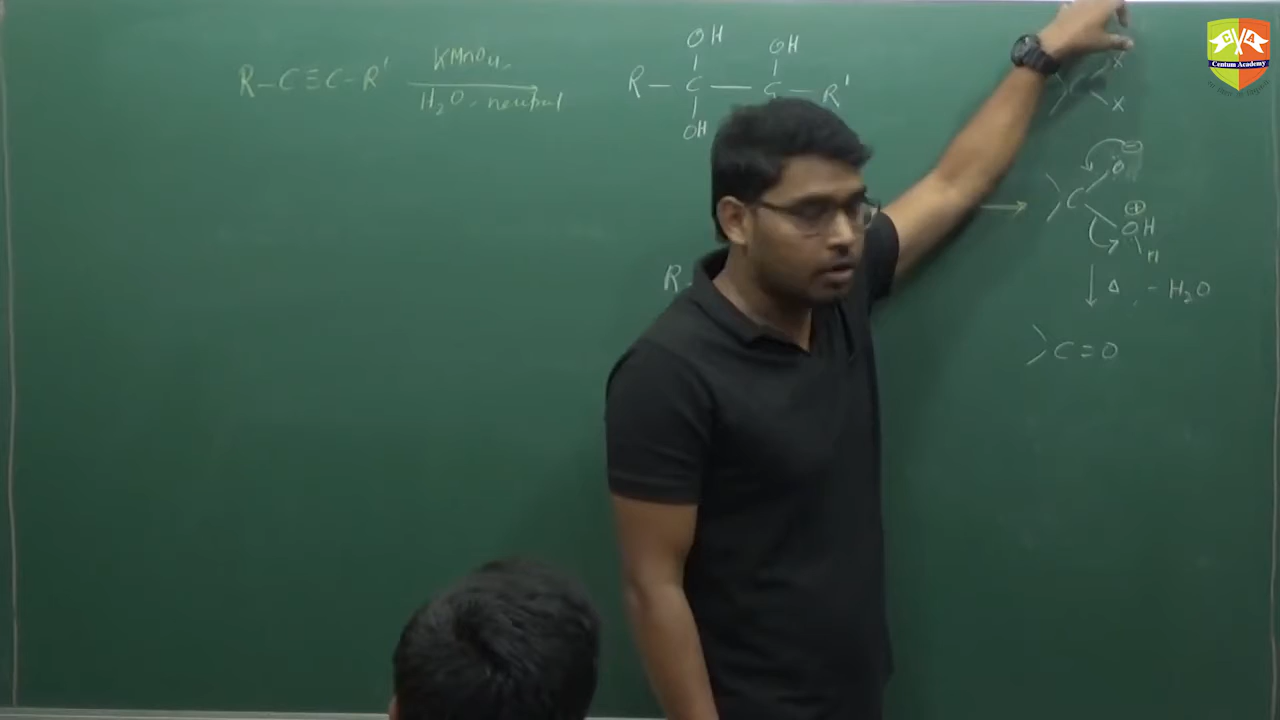 R-C≡C-R' KMnO4, H2O-neutral
OH OH
R-C-C-R'
OH
R
X
X
⊖
O
C ⊕
OH
H
Δ, -H2O
C=O
C A
Centum Academy